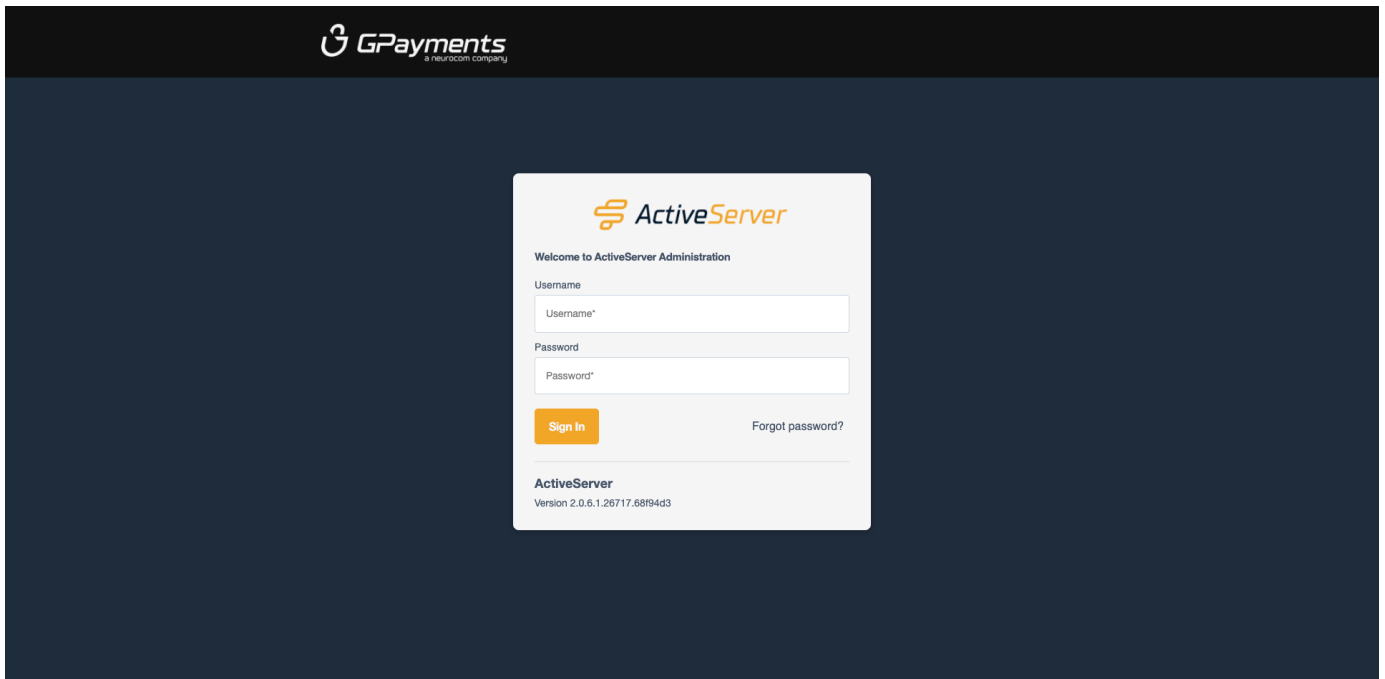 GPayments
a neurocom company
ActiveServer
Welcome to ActiveServer Administration
Username
Username*
Password
Password*
Sign In
Forgot password?
ActiveServer
Version 2.0.6.1.26717.68f94d3